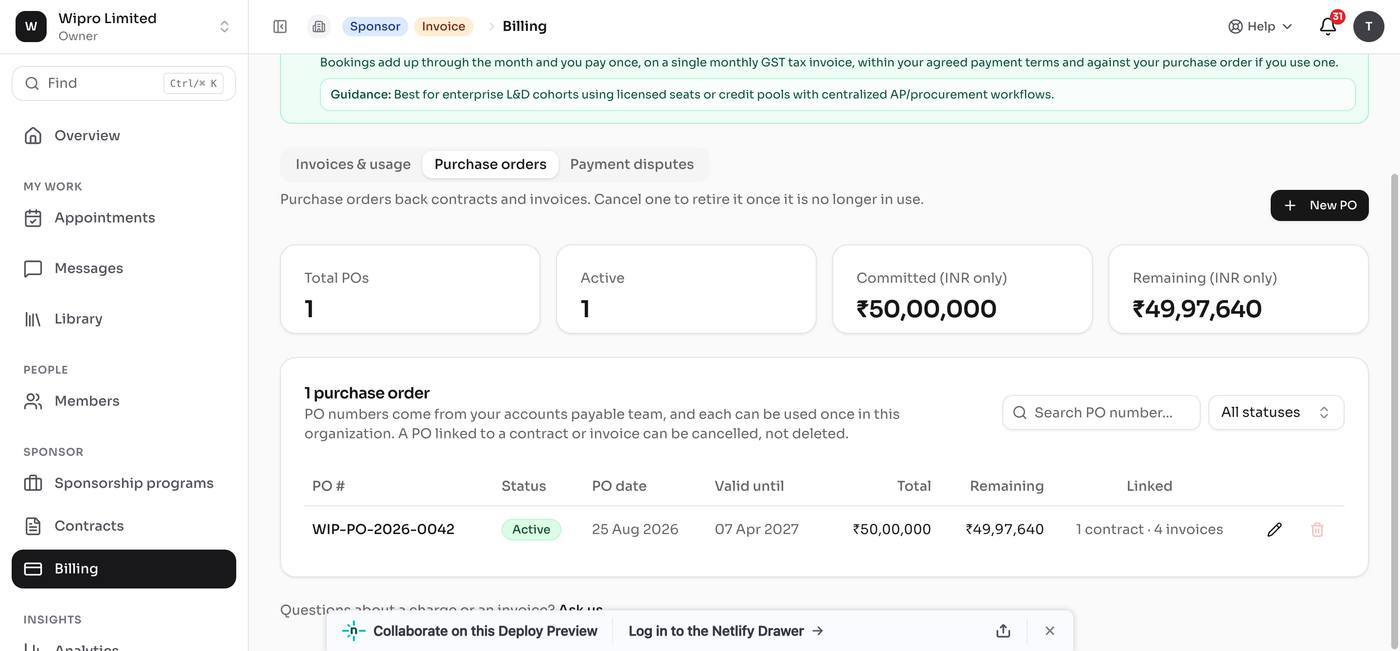 W
Wipro Limited
Owner
Sponsor
Invoice
Billing
Help
31
T
Find
Ctrl/⌘ K
Overview
MY WORK
Appointments
Messages
Library
PEOPLE
Members
SPONSOR
Sponsorship programs
Contracts
Billing
INSIGHTS
Analytics
Bookings add up through the month and you pay once, on a single monthly GST tax invoice, within your agreed payment terms and against your purchase order if you use one.
Guidance: Best for enterprise L&D cohorts using licensed seats or credit pools with centralized AP/procurement workflows.
Invoices & usage
Purchase orders
Payment disputes
Purchase orders back contracts and invoices. Cancel one to retire it once it is no longer in use.
New PO
Total POs
1
Active
1
Committed (INR only)
₹50,00,000
Remaining (INR only)
₹49,97,640
1 purchase order
PO numbers come from your accounts payable team, and each can be used once in this
organization. A PO linked to a contract or invoice can be cancelled, not deleted.
Search PO number...
All statuses
PO # Status PO date Valid until Total Remaining Linked
WIP-PO-2026-0042 Active 25 Aug 2026 07 Apr 2027 ₹50,00,000 ₹49,97,640 1 contract · 4 invoices
Questions about a charge or an invoice? Ask us
Collaborate on this Deploy Preview
Log in to the Netlify Drawer →